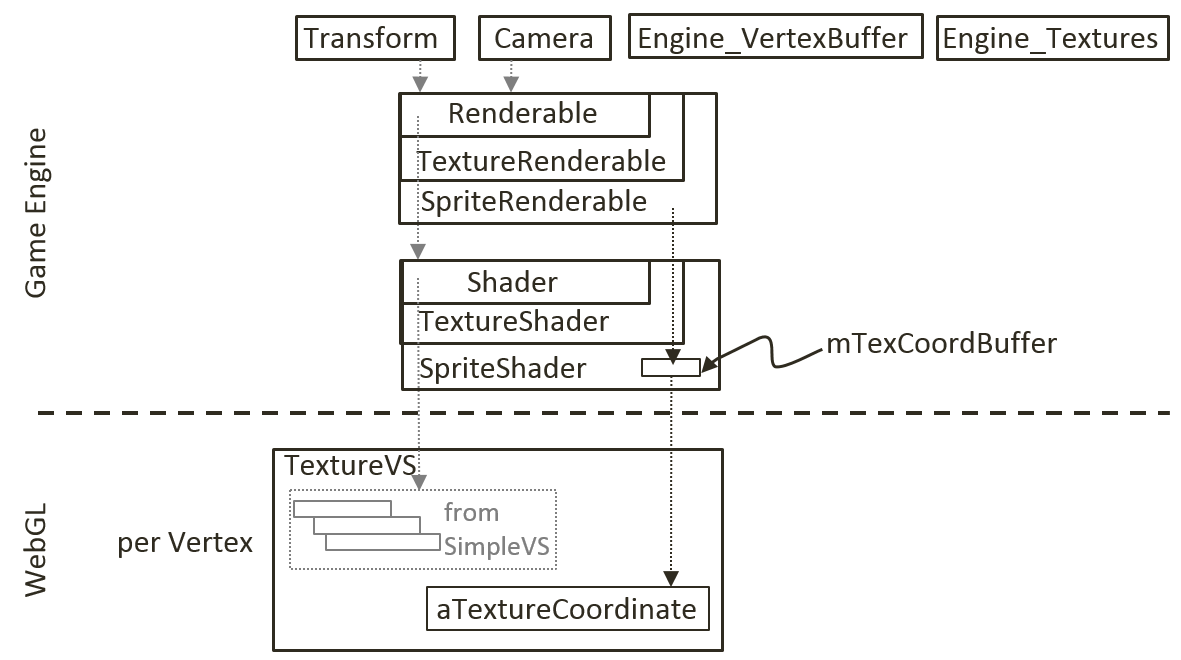 Transform
Camera
Engine_VertexBuffer
Engine_Textures
Game Engine
Renderable
TextureRenderable
SpriteRenderable
Shader
TextureShader
SpriteShader
mTexCoordBuffer
WebGL
per Vertex
TextureVS
from
SimpleVS
aTextureCoordinate